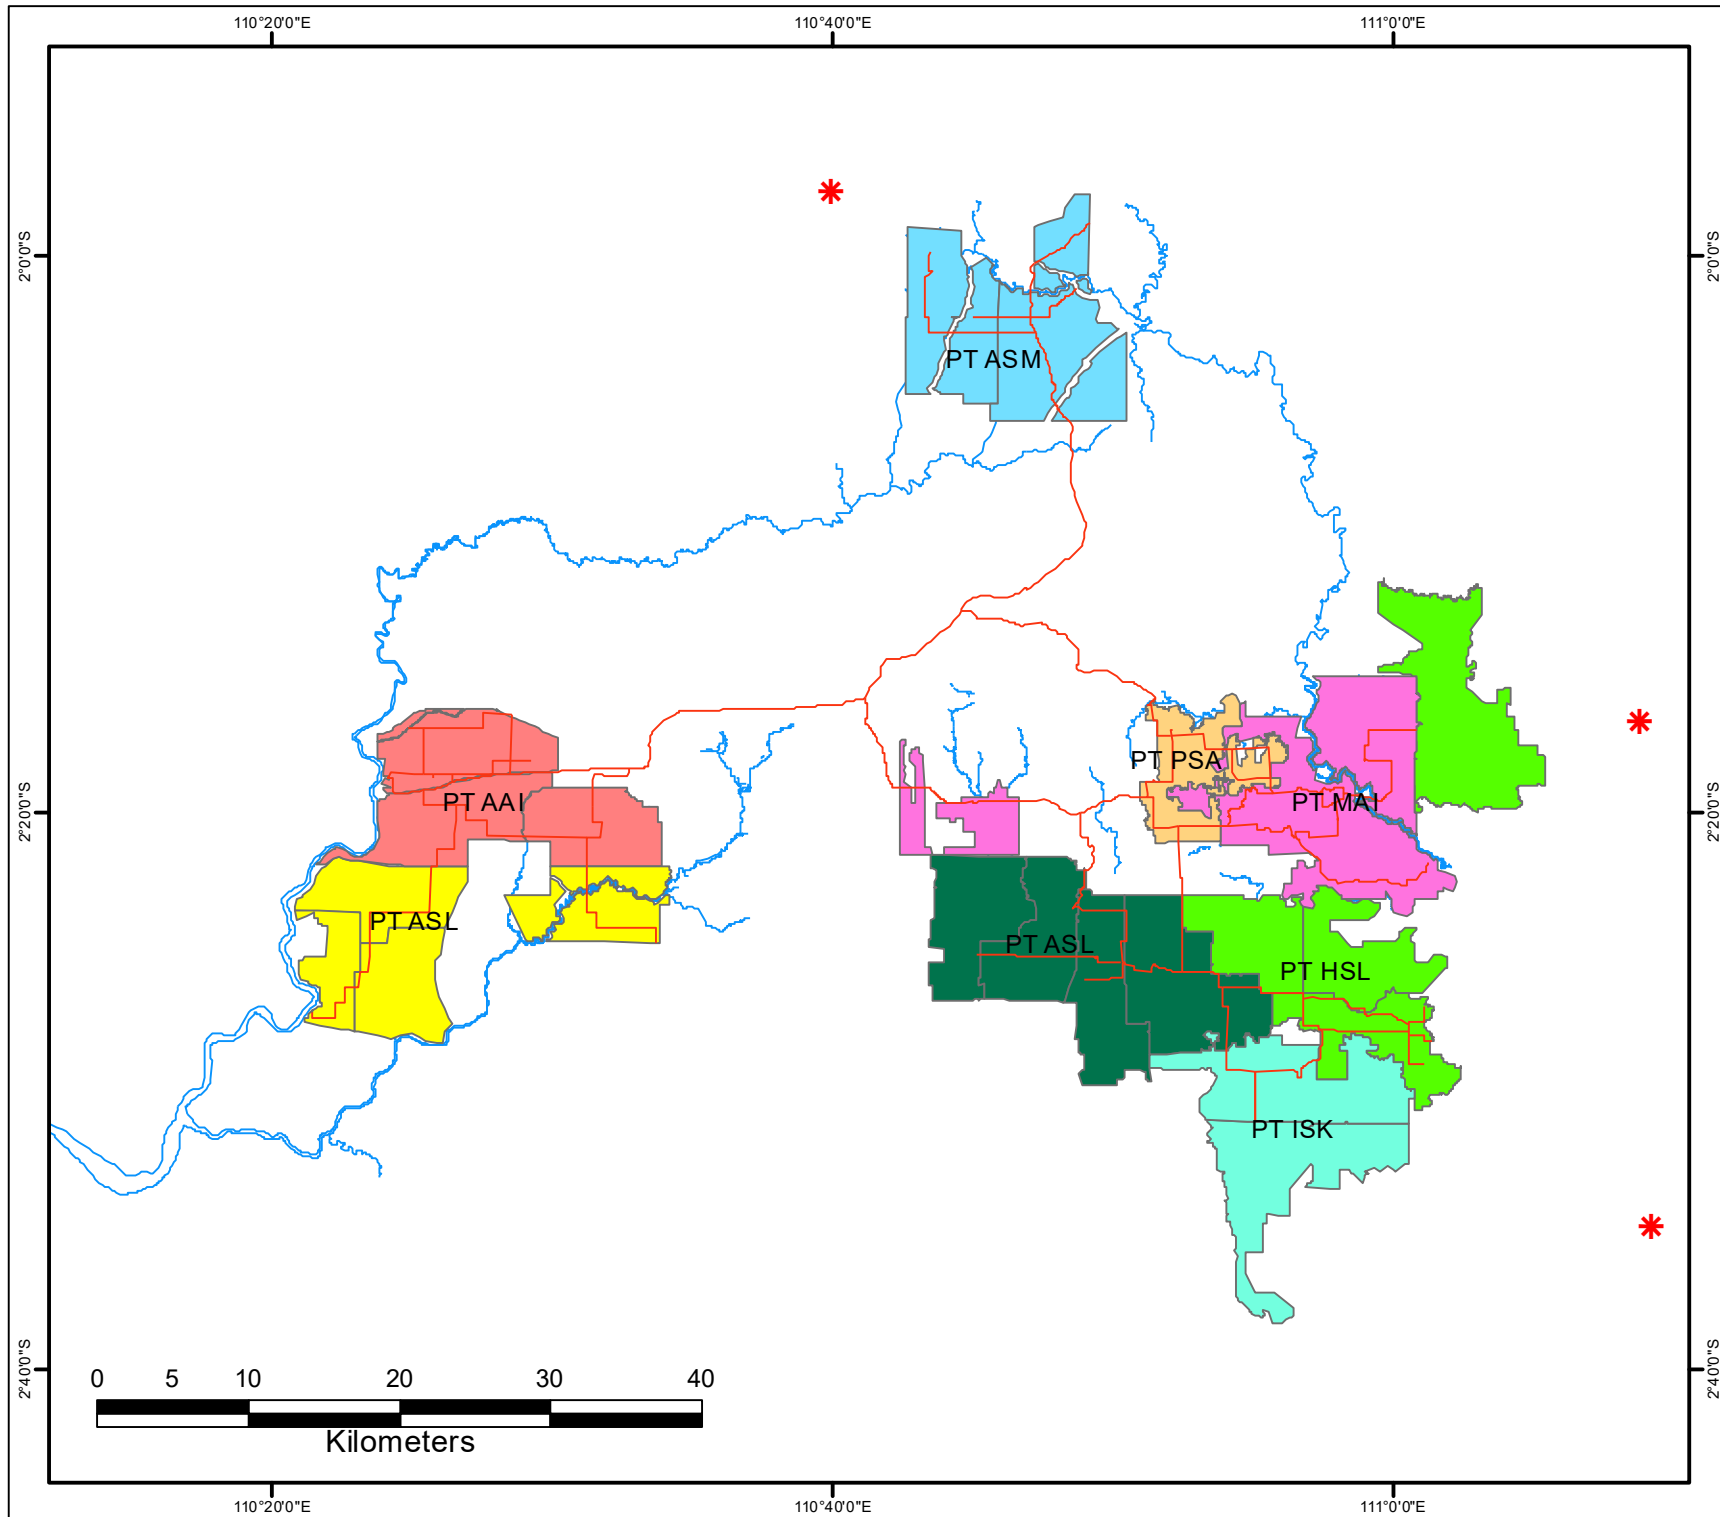 110°20'0"E 110°40'0"E 111°0'0"E
2°0'0"S 2°0'0"S
PT ASM
PT PSA
PT AAI PT MAI
2°20'0"S 2°20'0"S
PT ASL
PT ASL
PT HSL
PT ISK
2°40'0"S 2°40'0"S
0 5 10 20 30 40
Kilometers
110°20'0"E 110°40'0"E 111°0'0"E